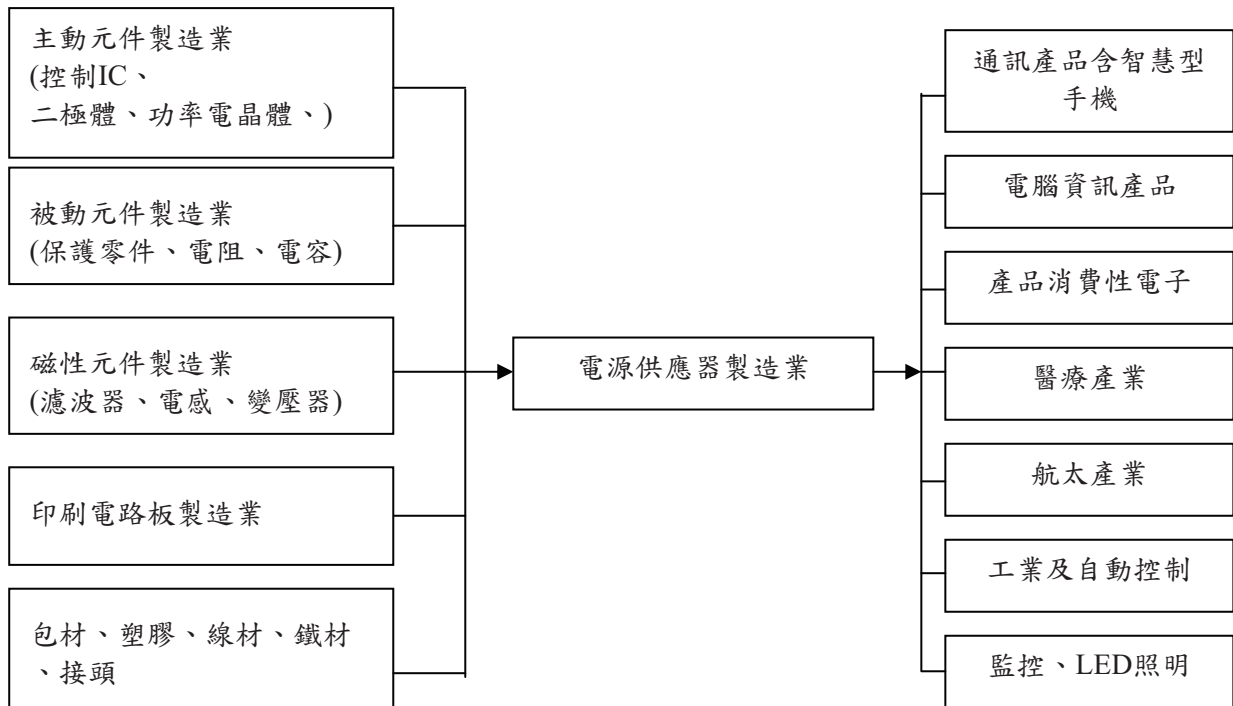 主動元件製造業
(控制IC、
二極體、功率電晶體、)
被動元件製造業
(保護零件、電阻、電容)
磁性元件製造業
(濾波器、電感、變壓器)
印刷電路板製造業
包材、塑膠、線材、鐵材
、接頭
電源供應器製造業
通訊產品含智慧型
手機
電腦資訊產品
產品消費性電子
醫療產業
航太產業
工業及自動控制
監控、LED照明